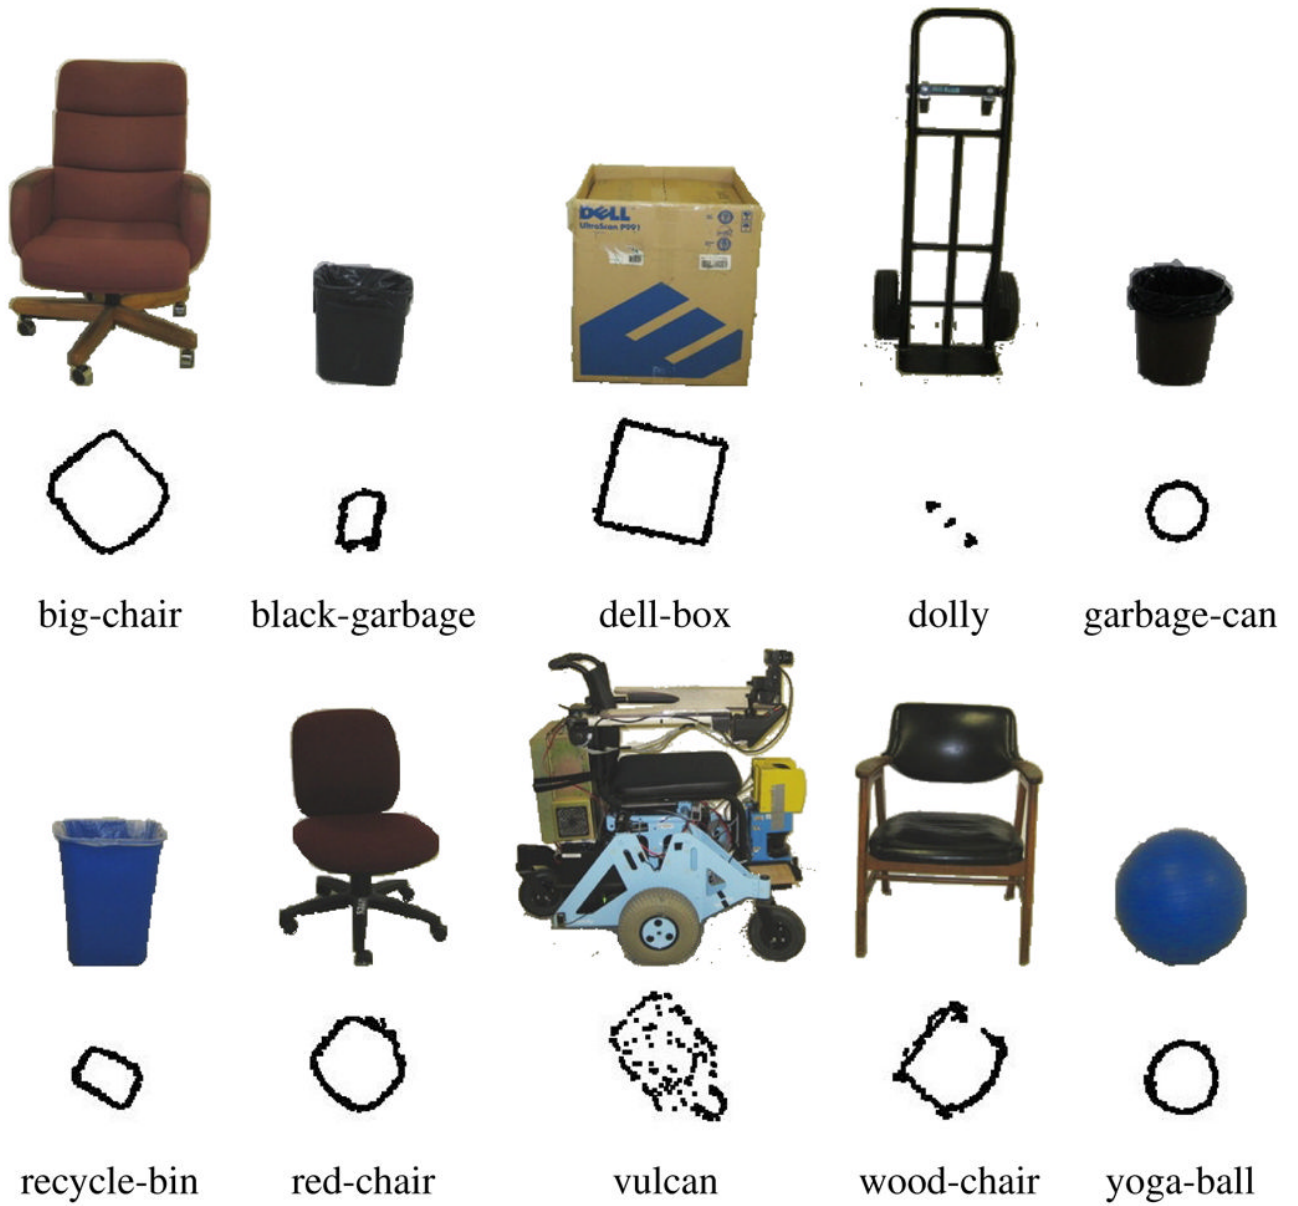 DELL
UltraScan P991
big-chair black-garbage dell-box dolly garbage-can
recycle-bin red-chair vulcan wood-chair yoga-ball